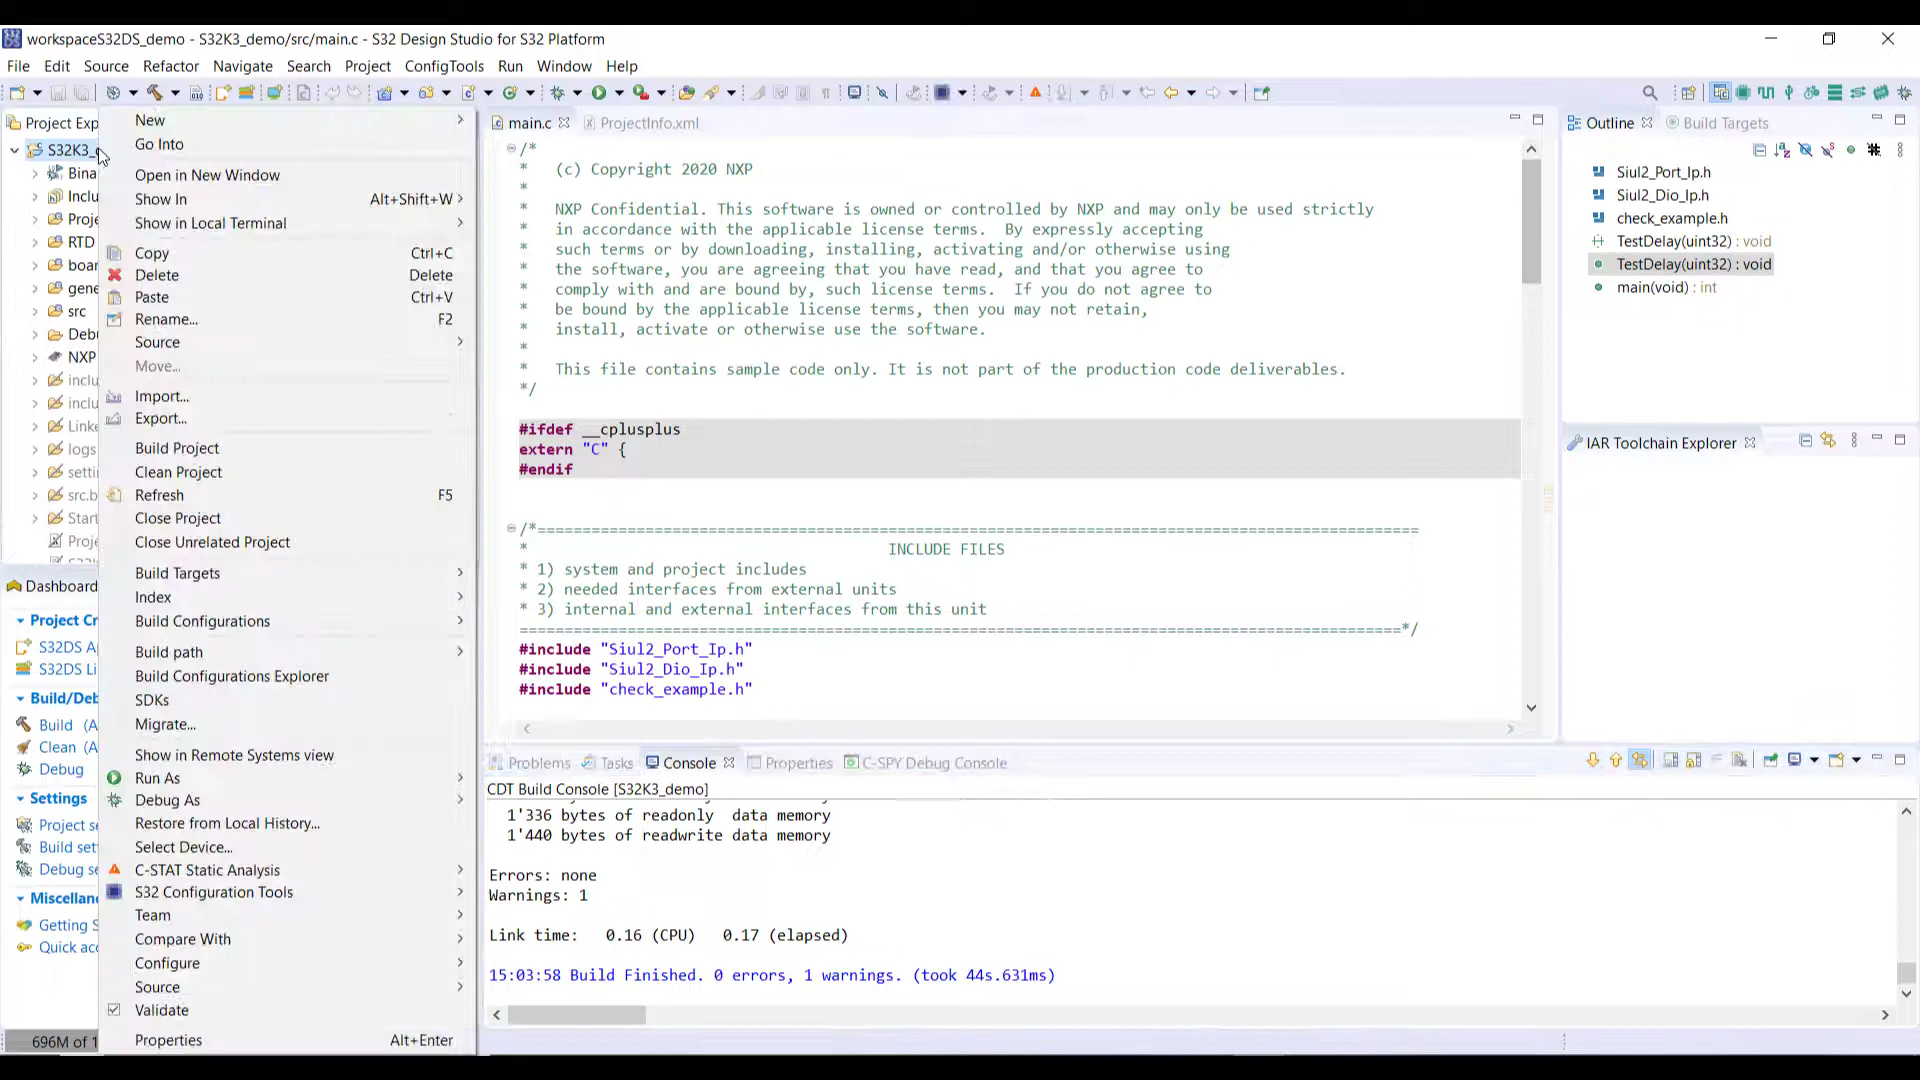 workspaceS32DS_demo - S32K3_demo/src/main.c - S32 Design Studio for S32 Platform
File Edit Source Refactor Navigate Search Project ConfigTools Run Window Help
Project Exp
S32K3_
Bina
Inclu
Proje
RTD
boar
gene
src
Debu
NXP
inclu
inclu
Linke
logs
settin
src.b
Start
Proje
Dashboard
Project Cr
S32DS A
S32DS Li
Build/Deb
Build (A
Clean (A
Debug
Settings
Project se
Build set
Debug se
Miscellane
Getting S
Quick acc
696M of 1
New
Go Into
Open in New Window
Show In Alt+Shift+W
Show in Local Terminal
Copy Ctrl+C
Delete Delete
Paste Ctrl+V
Rename... F2
Source
Move...
Import...
Export...
Build Project
Clean Project
Refresh F5
Close Project
Close Unrelated Project
Build Targets
Index
Build Configurations
Build path
Build Configurations Explorer
SDKs
Migrate...
Show in Remote Systems view
Run As
Debug As
Restore from Local History...
Select Device...
C-STAT Static Analysis
S32 Configuration Tools
Team
Compare With
Configure
Source
Validate
Properties Alt+Enter
main.c ProjectInfo.xml
/*
* (c) Copyright 2020 NXP
*
* NXP Confidential. This software is owned or controlled by NXP and may only be used strictly
* in accordance with the applicable license terms. By expressly accepting
* such terms or by downloading, installing, activating and/or otherwise using
* the software, you are agreeing that you have read, and that you agree to
* comply with and are bound by, such license terms. If you do not agree to
* be bound by the applicable license terms, then you may not retain,
* install, activate or otherwise use the software.
*
* This file contains sample code only. It is not part of the production code deliverables.
*/
#ifdef __cplusplus
extern "C" {
#endif
/*==================================================================================================
* INCLUDE FILES
* 1) system and project includes
* 2) needed interfaces from external units
* 3) internal and external interfaces from this unit
==================================================================================================*/
#include "Siul2_Port_Ip.h"
#include "Siul2_Dio_Ip.h"
#include "check_example.h"
Problems Tasks Console Properties C-SPY Debug Console
CDT Build Console [S32K3_demo]
1'336 bytes of readonly data memory
1'440 bytes of readwrite data memory
Errors: none
Warnings: 1
Link time: 0.16 (CPU) 0.17 (elapsed)
15:03:58 Build Finished. 0 errors, 1 warnings. (took 44s.631ms)
Outline Build Targets
Siul2_Port_Ip.h
Siul2_Dio_Ip.h
check_example.h
TestDelay(uint32) : void
TestDelay(uint32) : void
main(void) : int
IAR Toolchain Explorer